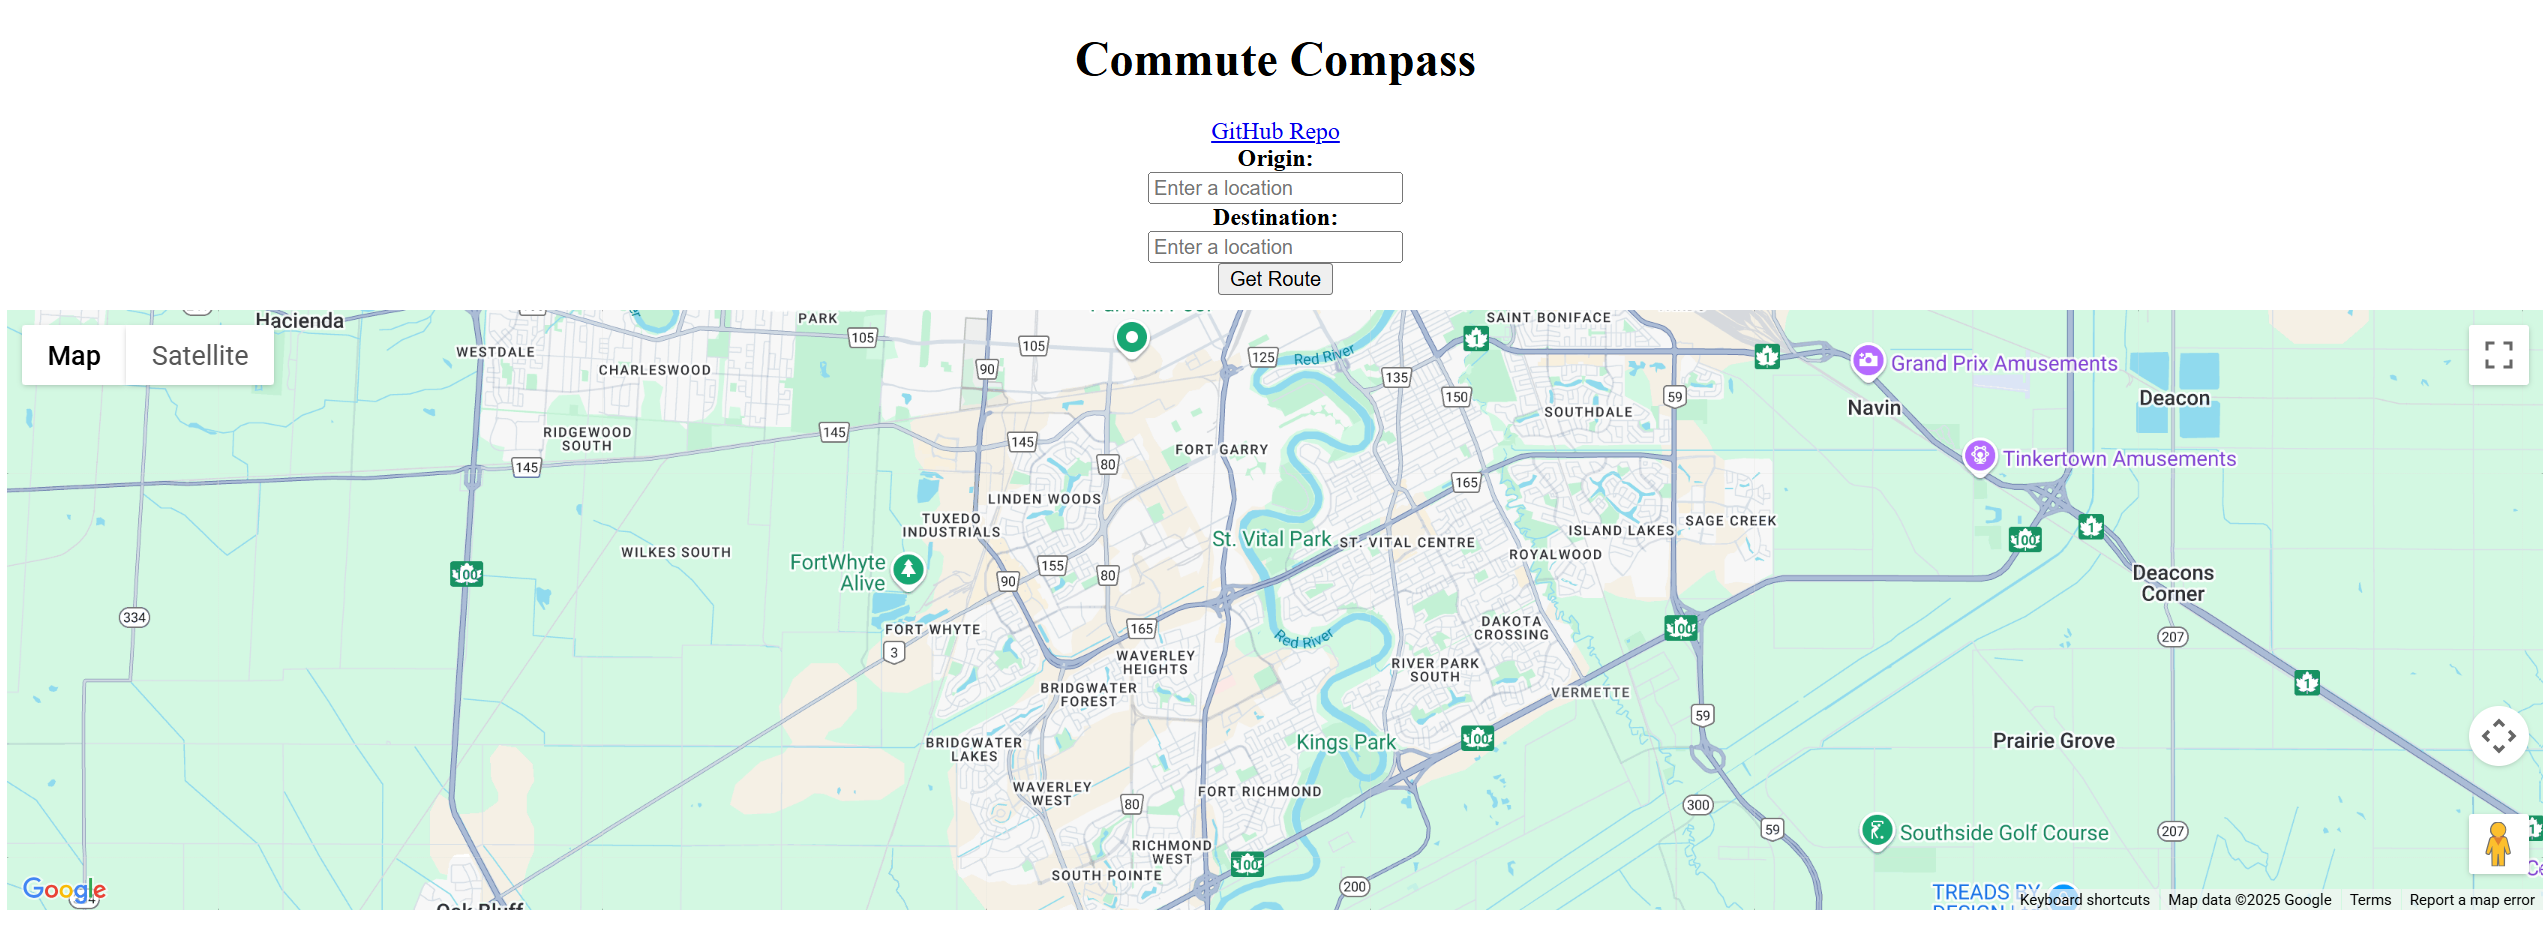 Commute Compass
GitHub Repo
Origin:
Enter a location
Destination:
Enter a location
Get Route
Map
Satellite
Hacienda
PARK
SAINT BONIFACE
105
105
90
125
Red River
1
1
Grand Prix Amusements
WESTDALE
CHARLESWOOD
135
150
59
SOUTHDALE
Navin
Deacon
RIDGEWOOD
SOUTH
145
145
145
FORT GARRY
80
165
Tinkertown Amusements
LINDEN WOODS
TUXEDO
INDUSTRIALS
WILKES SOUTH
St. Vital Park
ST. VITAL CENTRE
ISLAND LAKES
SAGE CREEK
ROYALWOOD
100
1
FortWhyte
Alive
100
90
155
80
Deacons
Corner
334
FORT WHYTE
3
165
Red River
DAKOTA
CROSSING
100
207
WAVERLEY
HEIGHTS
RIVER PARK
SOUTH
VERMETTE
1
BRIDGWATER
FOREST
59
BRIDGWATER
LAKES
Kings Park
100
Prairie Grove
WAVERLEY
WEST
80
FORT RICHMOND
300
59
Southside Golf Course
207
1
RICHMOND
WEST
100
SOUTH POINTE
200
Google
Oak Bluff
TREADS BY
DESIGN
Keyboard shortcuts
Map data ©2025 Google
Terms
Report a map error